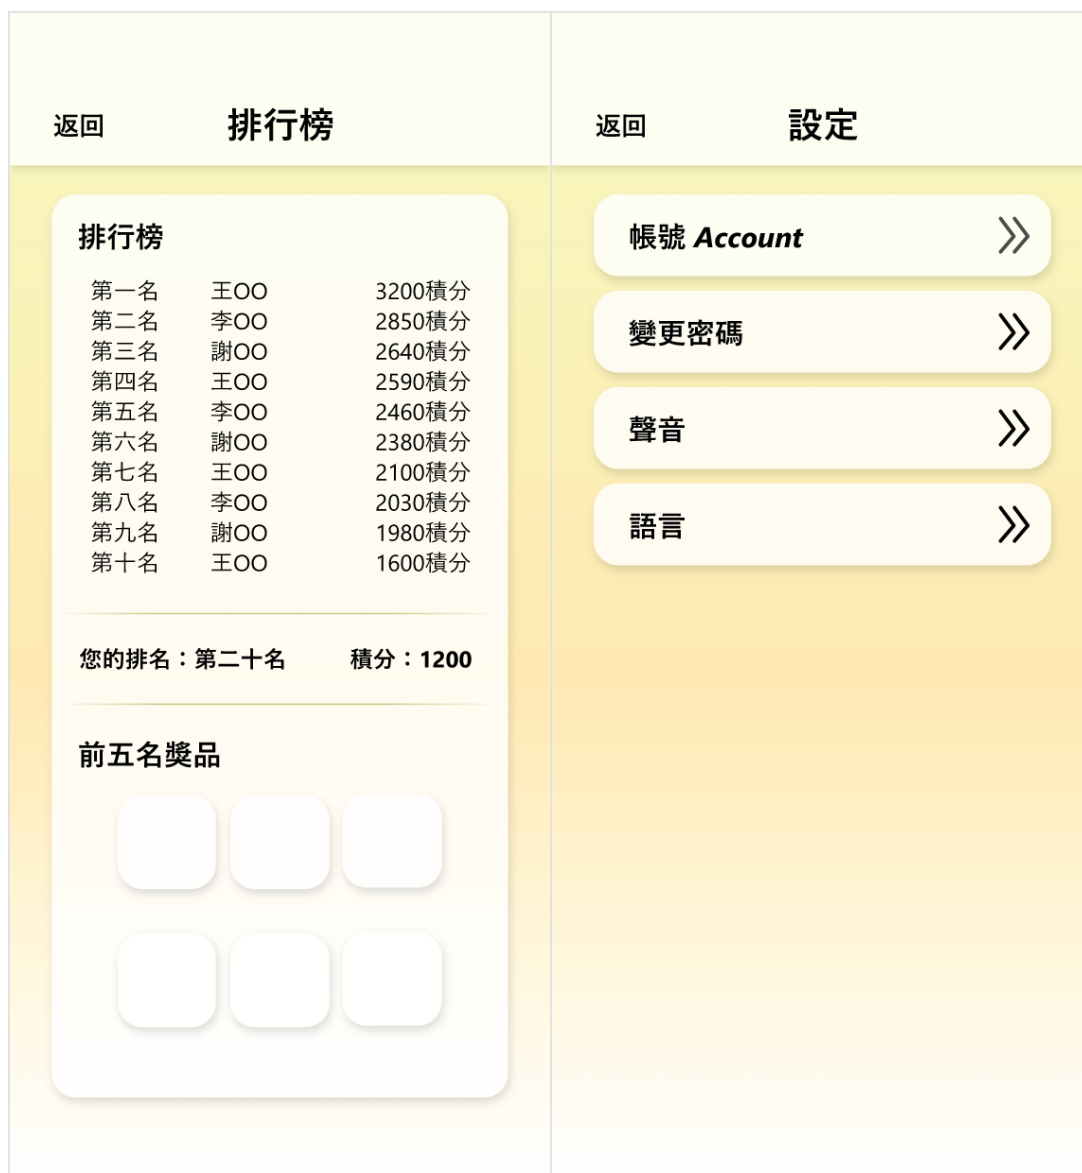 返回 排行榜
排行榜
第一名 王OO 3200積分
第二名 李OO 2850積分
第三名 謝OO 2640積分
第四名 王OO 2590積分
第五名 李OO 2460積分
第六名 謝OO 2380積分
第七名 王OO 2100積分
第八名 李OO 2030積分
第九名 謝OO 1980積分
第十名 王OO 1600積分
您的排名：第二十名 積分：1200
前五名獎品
返回 設定
帳號 Account
變更密碼
聲音
語言